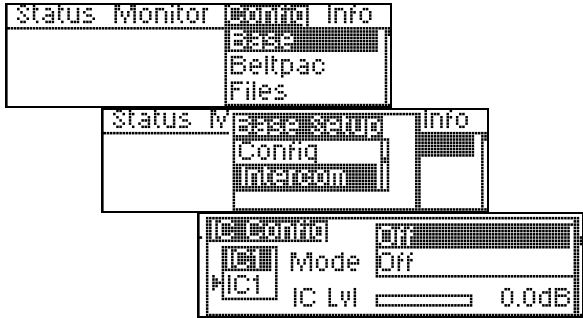 Status Monitor Config Info
Base
Beltpac
Files
Status M Base Setup Info
Config
Intercom
IC Config Off
IC1 Mode Off
IC1
IC Lvl 0.0dB